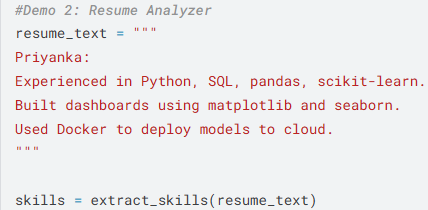 #Demo 2: Resume Analyzer
resume_text = """
Priyanka:
Experienced in Python, SQL, pandas, scikit-learn.
Built dashboards using matplotlib and seaborn.
Used Docker to deploy models to cloud.
"""
skills = extract_skills(resume_text)